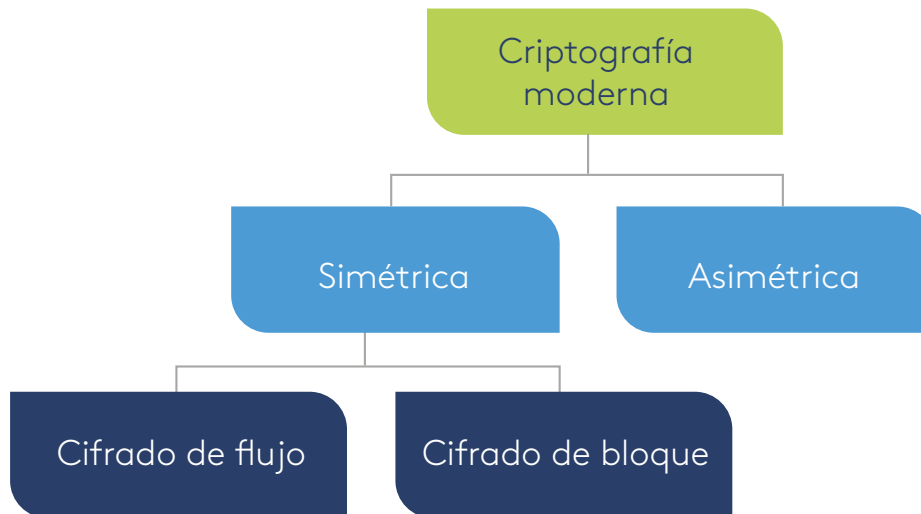 Criptografía
moderna
Simétrica
Asimétrica
Cifrado de flujo
Cifrado de bloque